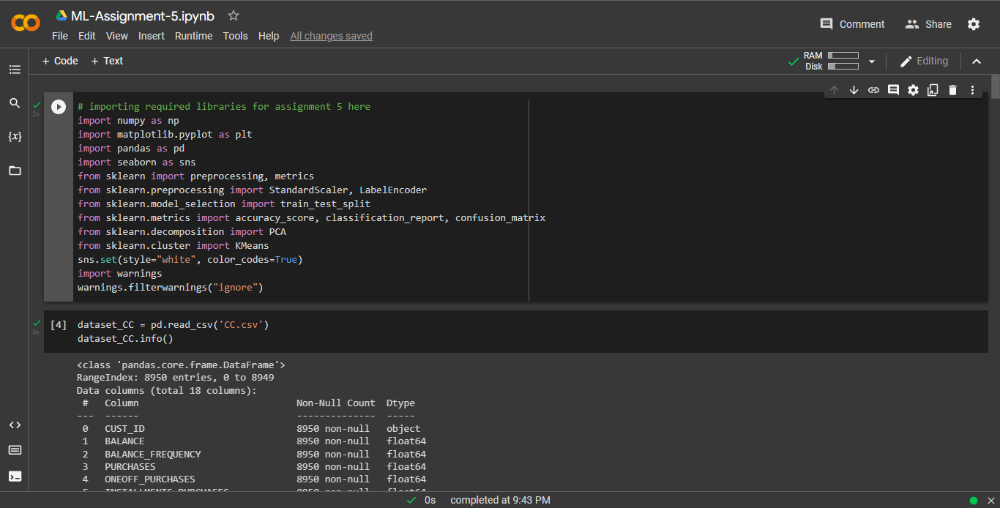 ML-Assignment-5.ipynb
File Edit View Insert Runtime Tools Help All changes saved
Comment Share
+ Code + Text
RAM
Disk
Editing
2s
# importing required libraries for assignment 5 here
import numpy as np
import matplotlib.pyplot as plt
import pandas as pd
import seaborn as sns
from sklearn import preprocessing, metrics
from sklearn.preprocessing import StandardScaler, LabelEncoder
from sklearn.model_selection import train_test_split
from sklearn.metrics import accuracy_score, classification_report, confusion_matrix
from sklearn.decomposition import PCA
from sklearn.cluster import KMeans
sns.set(style="white", color_codes=True)
import warnings
warnings.filterwarnings("ignore")
0s
[4] dataset_CC = pd.read_csv('CC.csv')
dataset_CC.info()
<class 'pandas.core.frame.DataFrame'>
RangeIndex: 8950 entries, 0 to 8949
Data columns (total 18 columns):
# Column Non-Null Count Dtype
--- ------ -------------- -----
0 CUST_ID 8950 non-null object
1 BALANCE 8950 non-null float64
2 BALANCE_FREQUENCY 8950 non-null float64
3 PURCHASES 8950 non-null float64
4 ONEOFF_PURCHASES 8950 non-null float64
5 INSTALLMENTS_PURCHASES 8950 non-null float64
0s completed at 9:43 PM